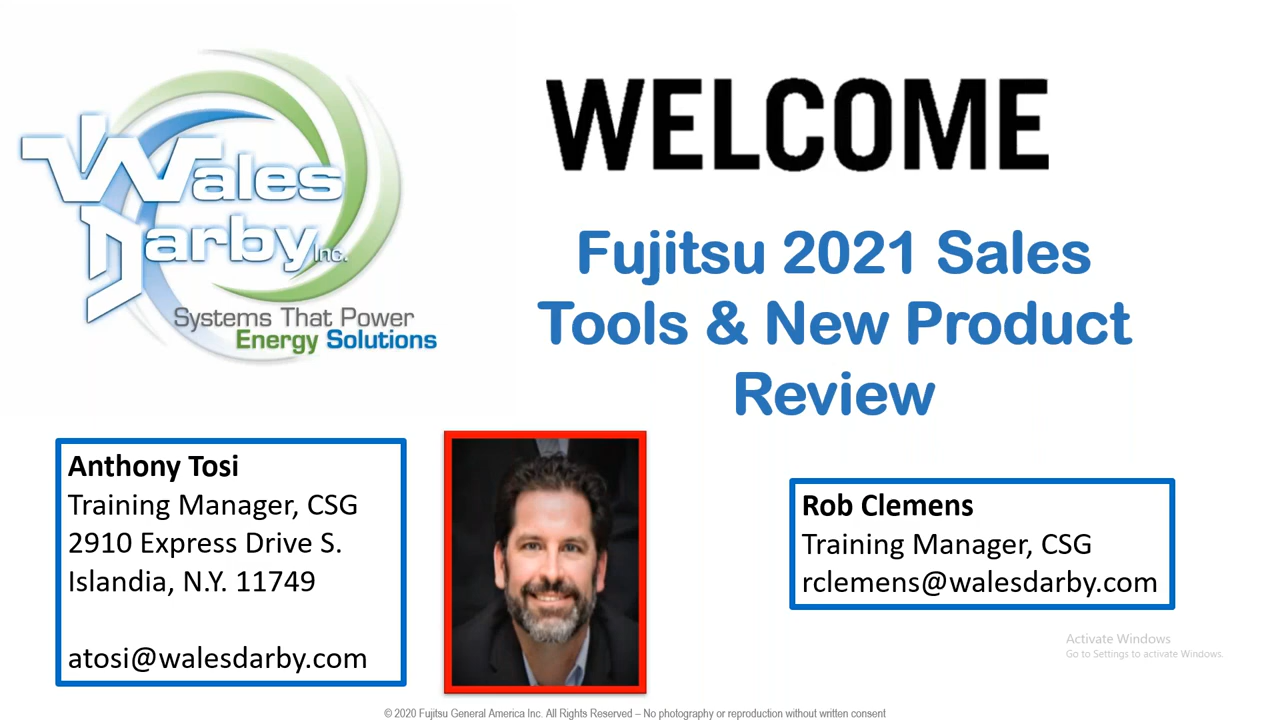 Wales
Darby Inc.
Systems That Power
Energy Solutions
WELCOME
Fujitsu 2021 Sales
Tools & New Product
Review
Anthony Tosi
Training Manager, CSG
2910 Express Drive S.
Islandia, N.Y. 11749
atosi@walesdarby.com
Rob Clemens
Training Manager, CSG
rclemens@walesdarby.com
Activate Windows
Go to Settings to activate Windows.
© 2020 Fujitsu General America Inc. All Rights Reserved – No photography or reproduction without written consent